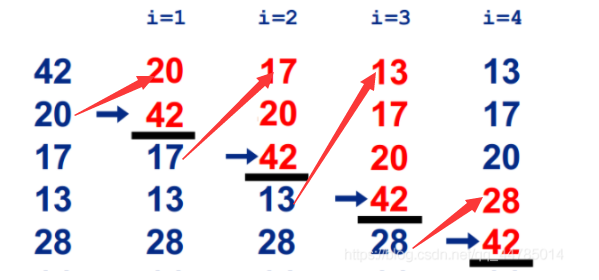 i=1 i=2 i=3 i=4
42 20 17 13 13
20 42 20 17 17
17 17 42 20 20
13 13 13 42 28
28 28 28 28 42